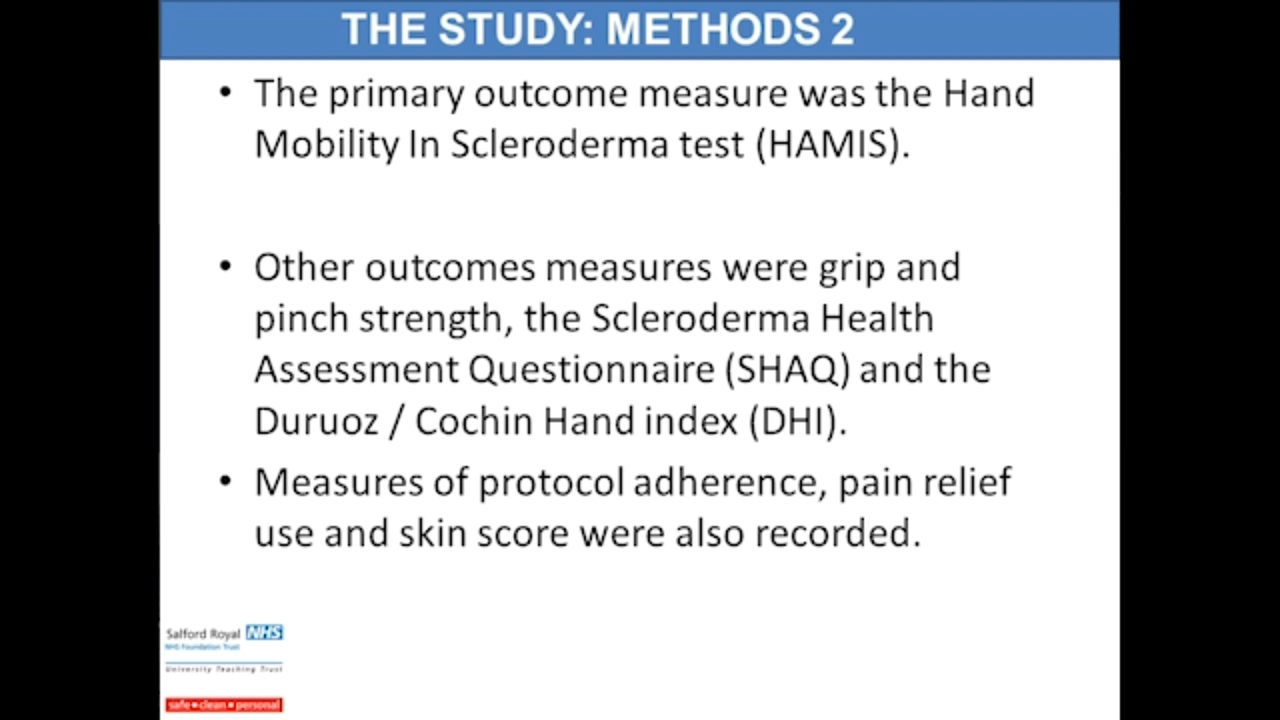 THE STUDY: METHODS 2
• The primary outcome measure was the Hand
Mobility In Scleroderma test (HAMIS).
• Other outcomes measures were grip and
pinch strength, the Scleroderma Health
Assessment Questionnaire (SHAQ) and the
Duruoz / Cochin Hand index (DHI).
• Measures of protocol adherence, pain relief
use and skin score were also recorded.
Salford Royal NHS
NHS Foundation Trust
University Teaching Trust
safe • clean • personal